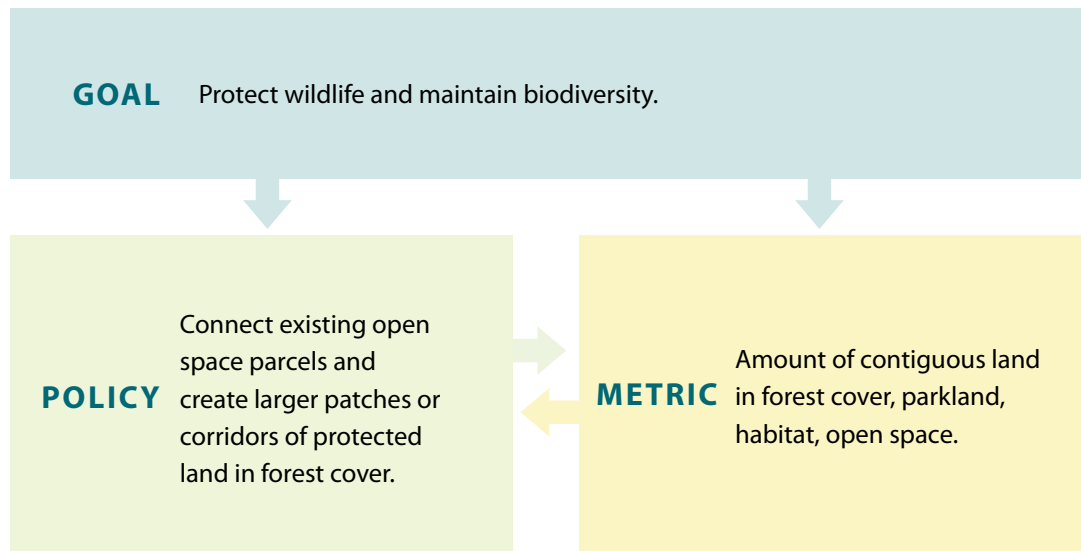 GOAL Protect wildlife and maintain biodiversity.
POLICY
Connect existing open
space parcels and
create larger patches or
corridors of protected
land in forest cover.
METRIC
Amount of contiguous land
in forest cover, parkland,
habitat, open space.